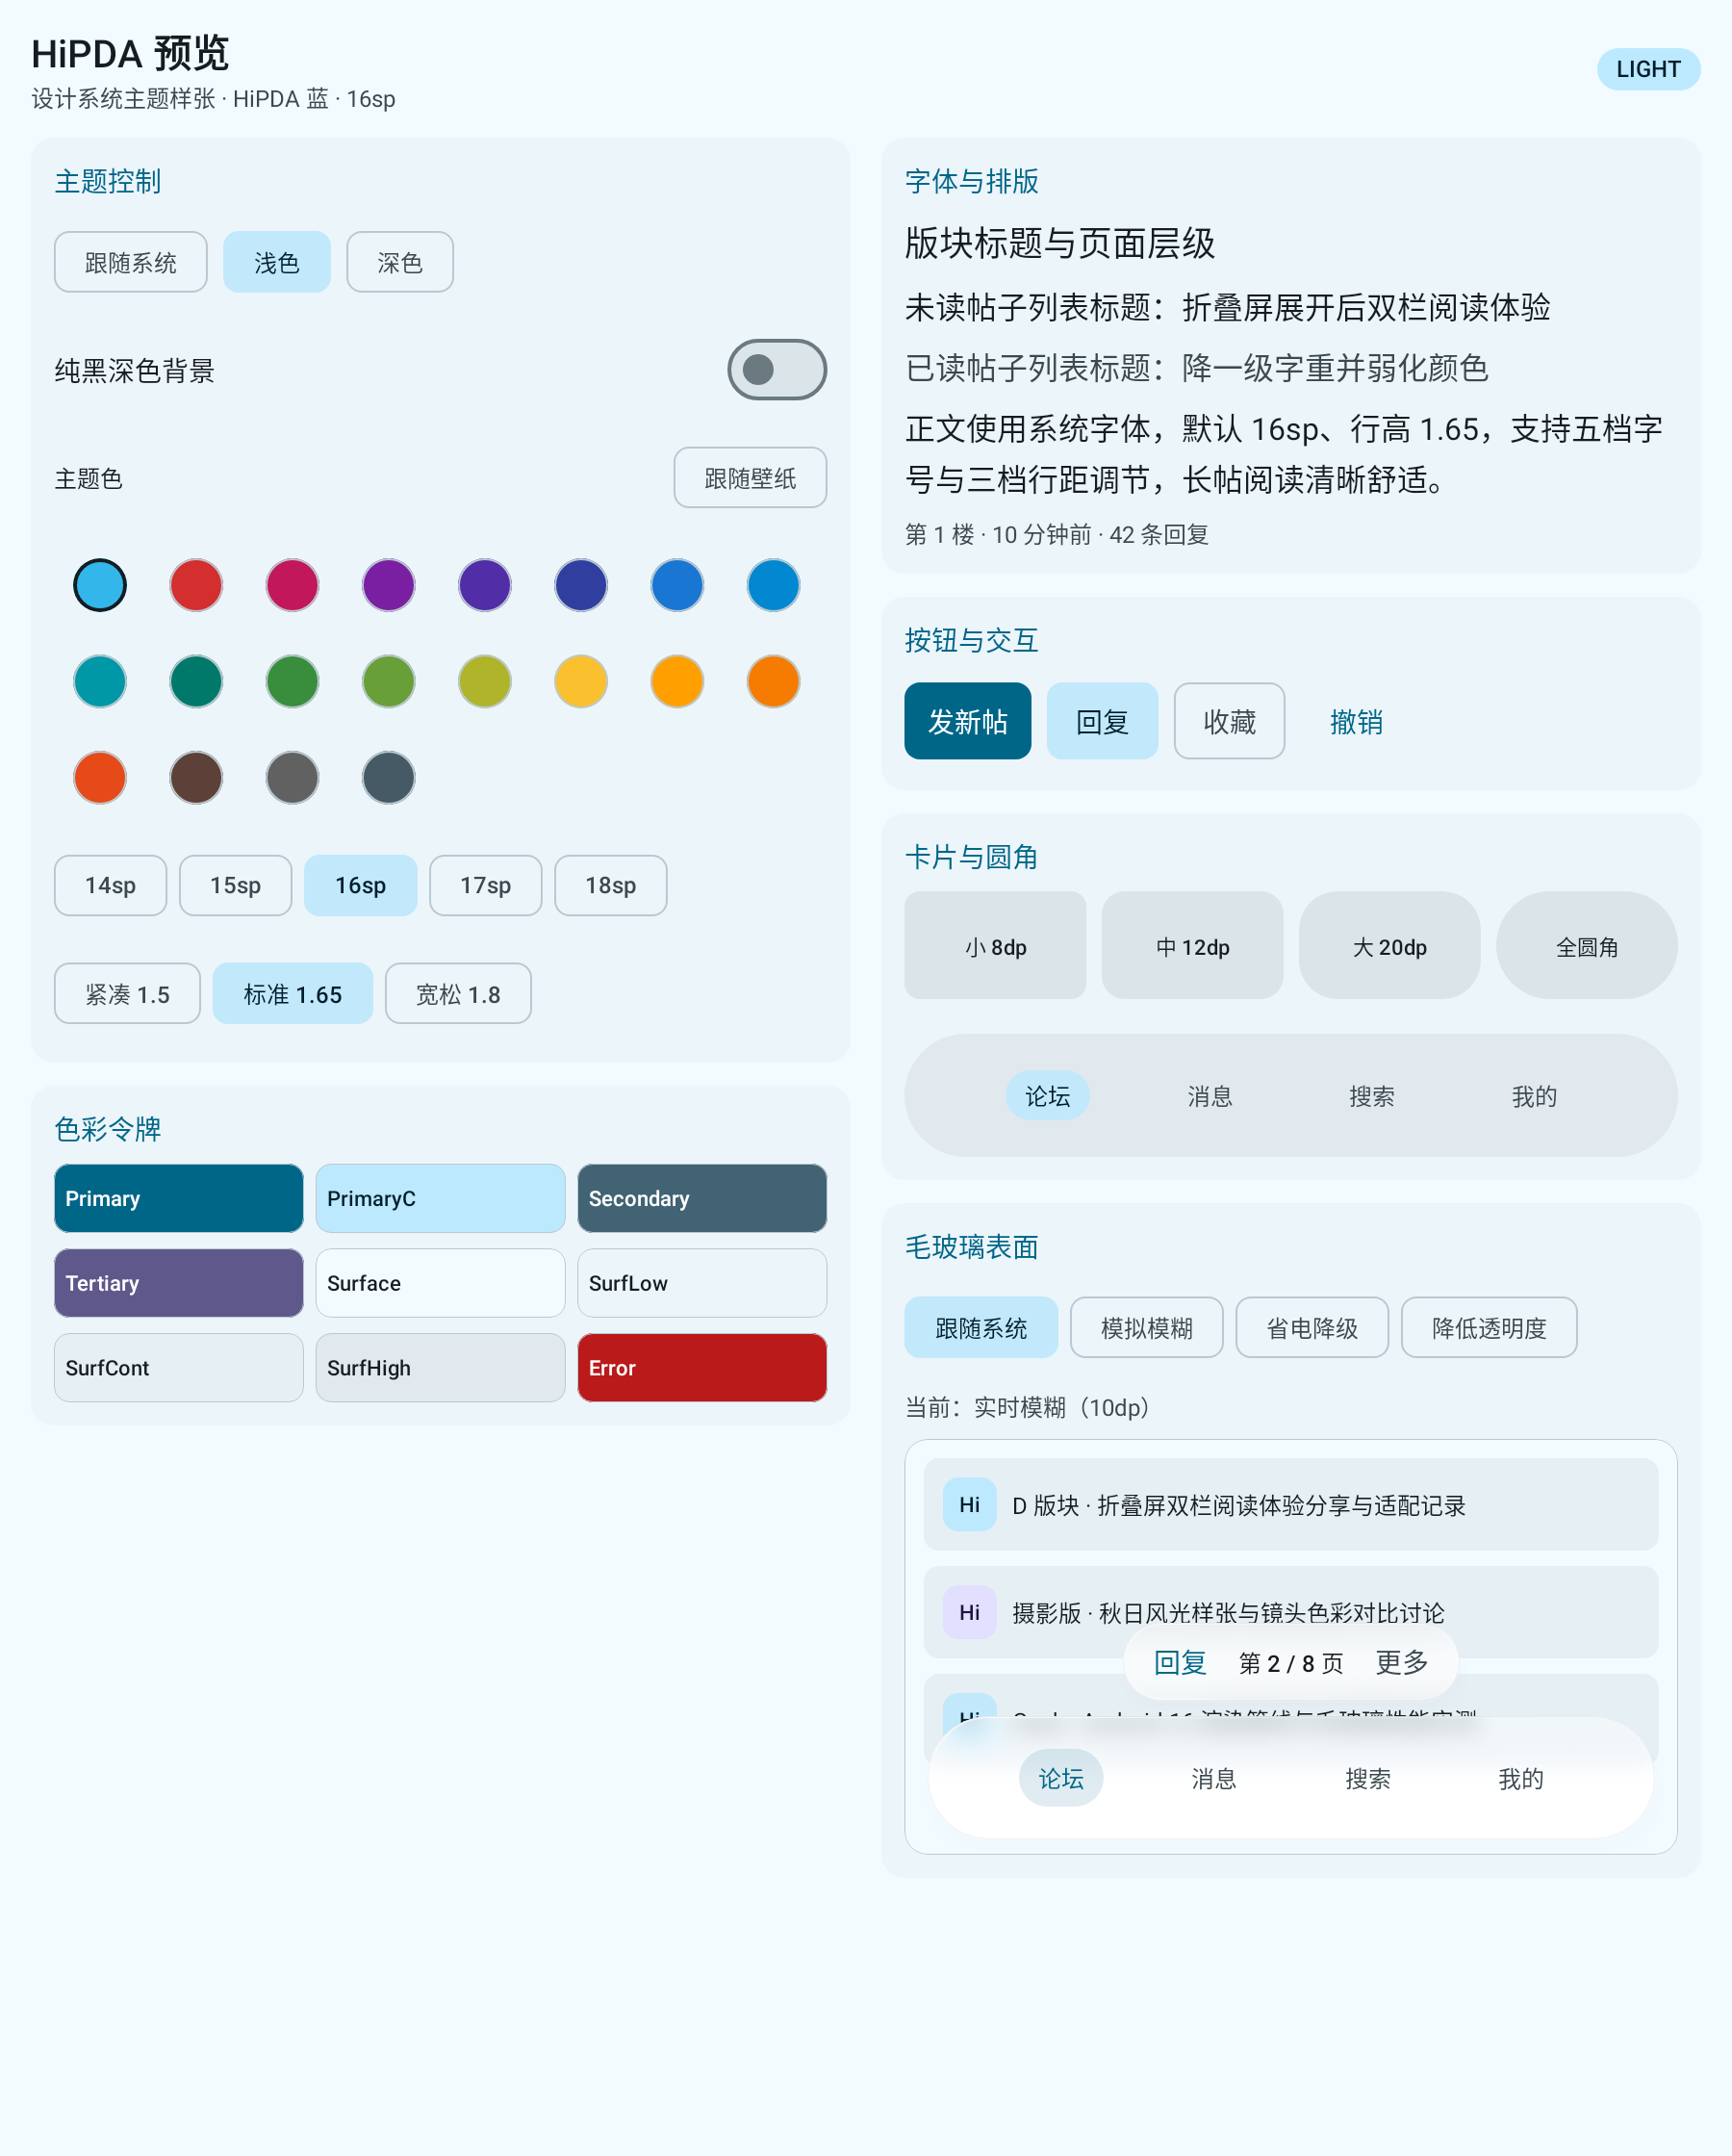 HiPDA 预览
设计系统主题样张 · HiPDA 蓝 · 16sp
LIGHT
主题控制
跟随系统
浅色
深色
纯黑深色背景
主题色
跟随壁纸
14sp
15sp
16sp
17sp
18sp
紧凑 1.5
标准 1.65
宽松 1.8
色彩令牌
Primary
PrimaryC
Secondary
Tertiary
Surface
SurfLow
SurfCont
SurfHigh
Error
字体与排版
版块标题与页面层级
未读帖子列表标题：折叠屏展开后双栏阅读体验
已读帖子列表标题：降一级字重并弱化颜色
正文使用系统字体，默认 16sp、行高 1.65，支持五档字
号与三档行距调节，长帖阅读清晰舒适。
第 1 楼 · 10 分钟前 · 42 条回复
按钮与交互
发新帖
回复
收藏
撤销
卡片与圆角
小 8dp
中 12dp
大 20dp
全圆角
论坛
消息
搜索
我的
毛玻璃表面
跟随系统
模拟模糊
省电降级
降低透明度
当前：实时模糊（10dp）
Hi
D 版块 · 折叠屏双栏阅读体验分享与适配记录
Hi
摄影版 · 秋日风光样张与镜头色彩对比讨论
回复
第 2 / 8 页
更多
Hi
论坛
消息
搜索
我的